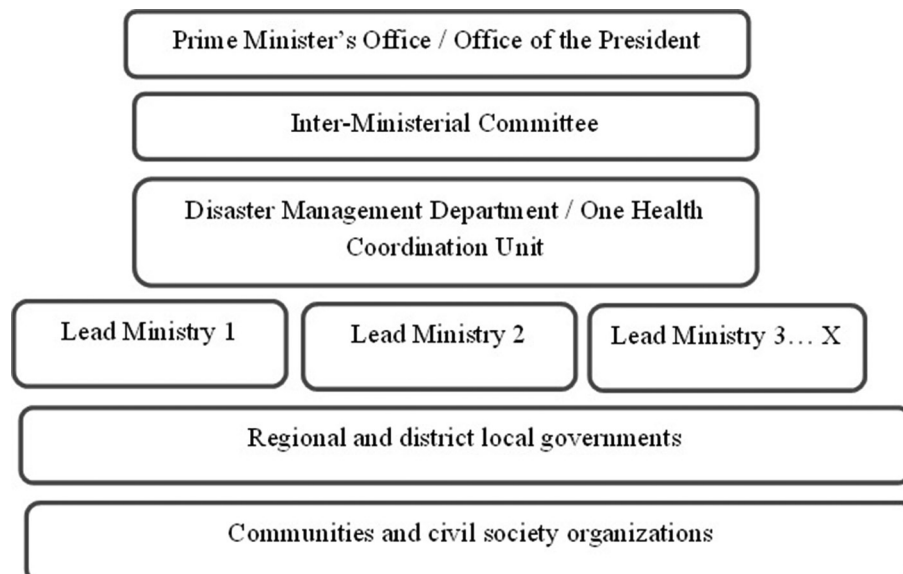 Prime Minister’s Office / Office of the President
Inter-Ministerial Committee
Disaster Management Department / One Health
Coordination Unit
Lead Ministry 1
Lead Ministry 2
Lead Ministry 3… X
Regional and district local governments
Communities and civil society organizations